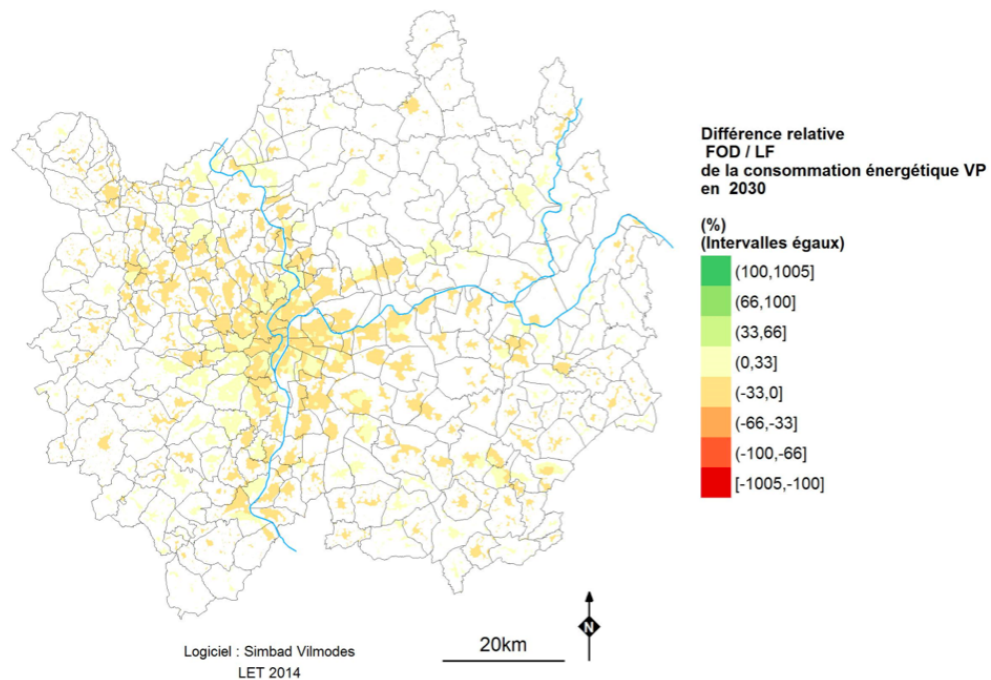 Différence relative
FOD / LF
de la consommation énergétique VP
en 2030
(%)
(Intervalles égaux)
(100,1005]
(66,100]
(33,66]
(0,33]
(-33,0]
(-66,-33]
(-100,-66]
[-1005,-100]
Logiciel : Simbad Vilmodes
LET 2014
20km
N